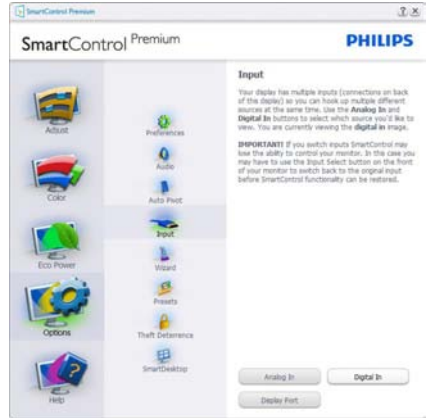 SmartControl Premium
SmartControl Premium
PHILIPS
Adjust
Color
Eco Power
Options
Help
Preferences
Audio
Auto Pivot
Input
Wizard
Presets
Theft Deterrence
SmartDesktop
Input
Your display has multiple inputs (connections on back
of this display) so you can hook up multiple different
sources at the same time. Use the Analog In and
Digital In buttons to select which source you'd like to
view. You are currently viewing the digital in image.
IMPORTANT! If you switch inputs SmartControl may
lose the ability to control your monitor. In the case you
may have to use the Input Select button on the front
of your monitor to switch back to the original input
before SmartControl functionality can be restored.
Analog In
Digital In
Display Port